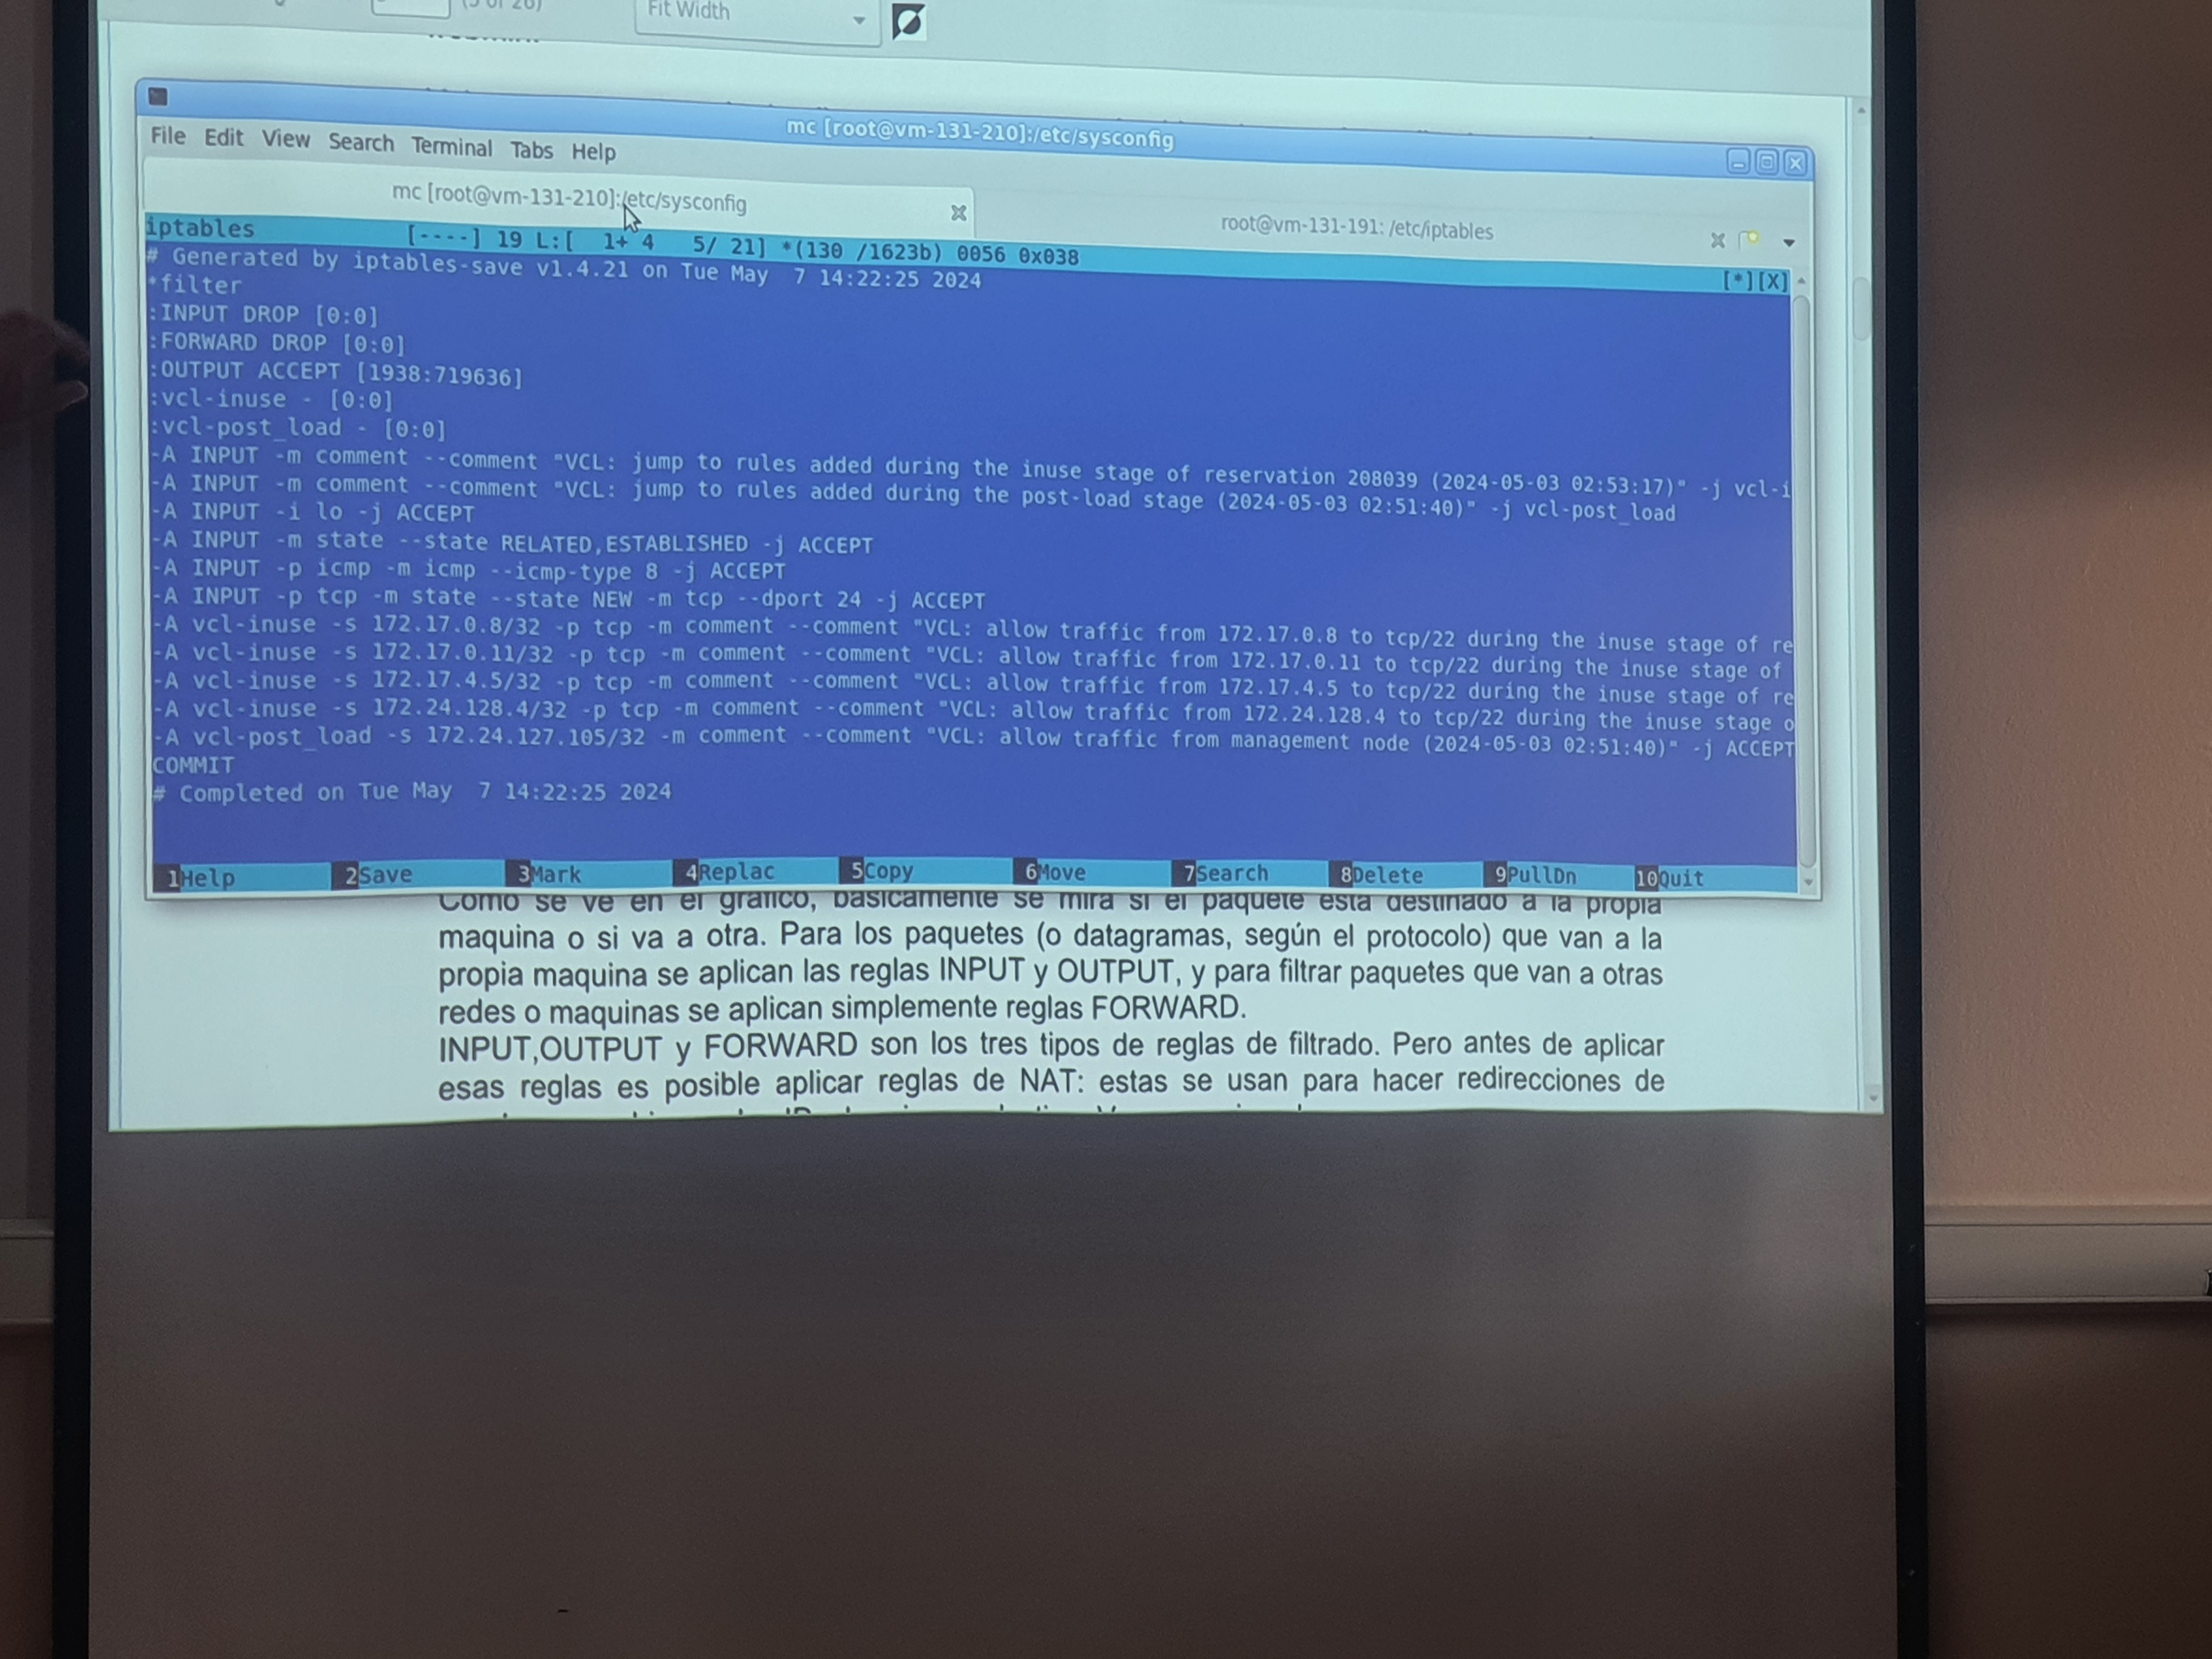 Fit Width
mc [root@vm-131-210]:/etc/sysconfig
File Edit View Search Terminal Tabs Help
mc [root@vm-131-210]:/etc/sysconfig
root@vm-131-191: /etc/iptables
iptables [----] 19 L:[ 1+ 4 5/ 21] *(130 /1623b) 0056 0x038 [*][X]
# Generated by iptables-save v1.4.21 on Tue May 7 14:22:25 2024
*filter
:INPUT DROP [0:0]
:FORWARD DROP [0:0]
:OUTPUT ACCEPT [1938:719636]
:vcl-inuse - [0:0]
:vcl-post_load - [0:0]
-A INPUT -m comment --comment "VCL: jump to rules added during the inuse stage of reservation 208039 (2024-05-03 02:53:17)" -j vcl-i
-A INPUT -m comment --comment "VCL: jump to rules added during the post-load stage (2024-05-03 02:51:40)" -j vcl-post_load
-A INPUT -i lo -j ACCEPT
-A INPUT -m state --state RELATED,ESTABLISHED -j ACCEPT
-A INPUT -p icmp -m icmp --icmp-type 8 -j ACCEPT
-A INPUT -p tcp -m state --state NEW -m tcp --dport 24 -j ACCEPT
-A vcl-inuse -s 172.17.0.8/32 -p tcp -m comment --comment "VCL: allow traffic from 172.17.0.8 to tcp/22 during the inuse stage of re
-A vcl-inuse -s 172.17.0.11/32 -p tcp -m comment --comment "VCL: allow traffic from 172.17.0.11 to tcp/22 during the inuse stage of
-A vcl-inuse -s 172.17.4.5/32 -p tcp -m comment --comment "VCL: allow traffic from 172.17.4.5 to tcp/22 during the inuse stage of re
-A vcl-inuse -s 172.24.128.4/32 -p tcp -m comment --comment "VCL: allow traffic from 172.24.128.4 to tcp/22 during the inuse stage o
-A vcl-post_load -s 172.24.127.105/32 -m comment --comment "VCL: allow traffic from management node (2024-05-03 02:51:40)" -j ACCEPT
COMMIT
# Completed on Tue May 7 14:22:25 2024
1Help 2Save 3Mark 4Replac 5Copy 6Move 7Search 8Delete 9PullDn 10Quit
Como se ve en el gráfico, básicamente se mira si el paquete esta destinado a la propia
maquina o si va a otra. Para los paquetes (o datagramas, según el protocolo) que van a la
propia maquina se aplican las reglas INPUT y OUTPUT, y para filtrar paquetes que van a otras
redes o maquinas se aplican simplemente reglas FORWARD.
INPUT,OUTPUT y FORWARD son los tres tipos de reglas de filtrado. Pero antes de aplicar
esas reglas es posible aplicar reglas de NAT: estas se usan para hacer redirecciones de